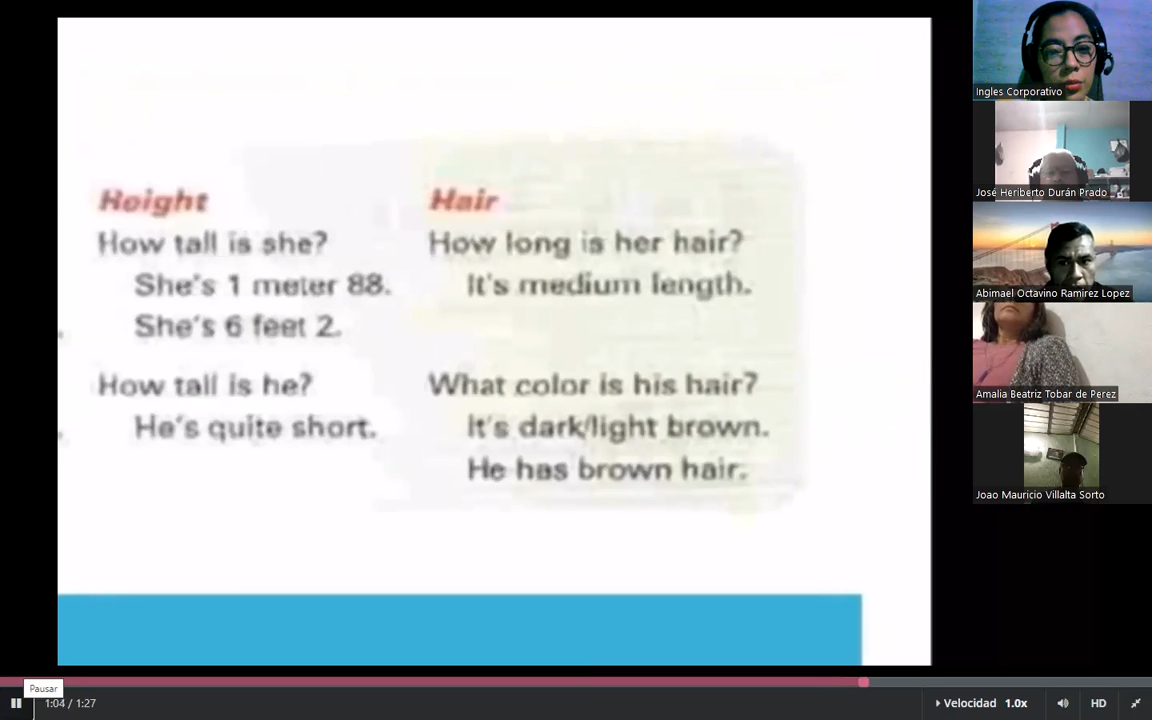 Height
How tall is she?
She's 1 meter 88.
She's 6 feet 2.
How tall is he?
He's quite short.
Hair
How long is her hair?
It's medium length.
What color is his hair?
It's dark/light brown.
He has brown hair.
Ingles Corporativo
José Heriberto Durán Prado
Abimael Octavino Ramirez Lopez
Amalia Beatriz Tobar de Perez
Joao Mauricio Villalta Sorto
Pausar
1:04 / 1:27
Velocidad 1.0x
HD